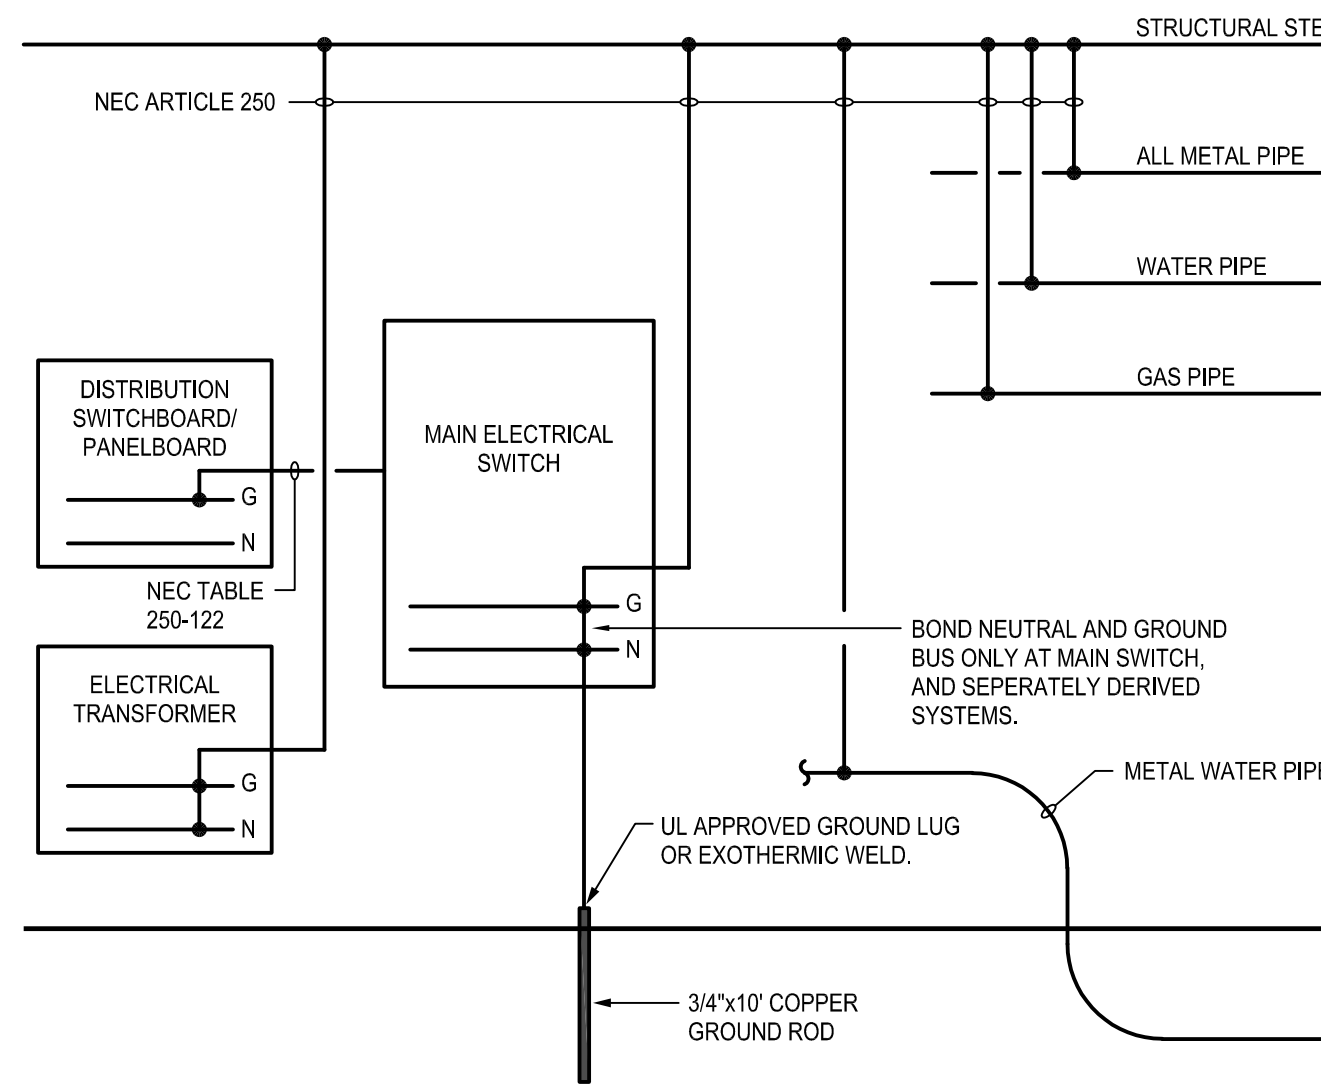 STRUCTURAL STE
NEC ARTICLE 250
ALL METAL PIPE
WATER PIPE
GAS PIPE
DISTRIBUTION
SWITCHBOARD/
PANELBOARD
G
N
MAIN ELECTRICAL
SWITCH
G
N
NEC TABLE
250-122
BOND NEUTRAL AND GROUND
BUS ONLY AT MAIN SWITCH,
AND SEPERATELY DERIVED
SYSTEMS.
ELECTRICAL
TRANSFORMER
G
N
METAL WATER PIPE
UL APPROVED GROUND LUG
OR EXOTHERMIC WELD.
3/4"x10' COPPER
GROUND ROD